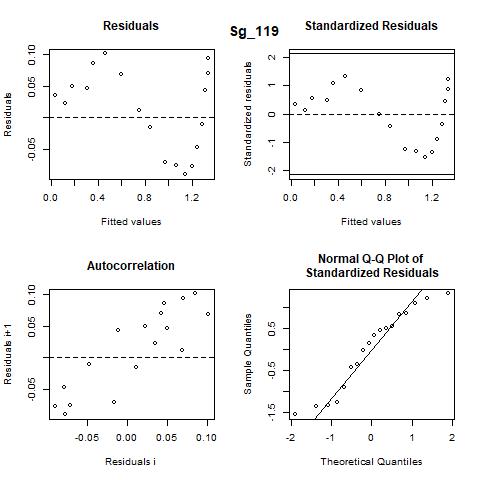 Sg_119
Residuals
Residuals
-0.05
0.05
0.10
0.0
0.4
0.8
1.2
Fitted values
Standardized Residuals
Standardized residuals
-2
-1
0
1
2
0.0
0.4
0.8
1.2
Fitted values
Autocorrelation
Residuals i+1
-0.05
0.05
0.10
-0.05
0.00
0.05
0.10
Residuals i
Normal Q-Q Plot of
Standardized Residuals
Sample Quantiles
-1.5
-0.5
0.5
-2
-1
0
1
2
Theoretical Quantiles